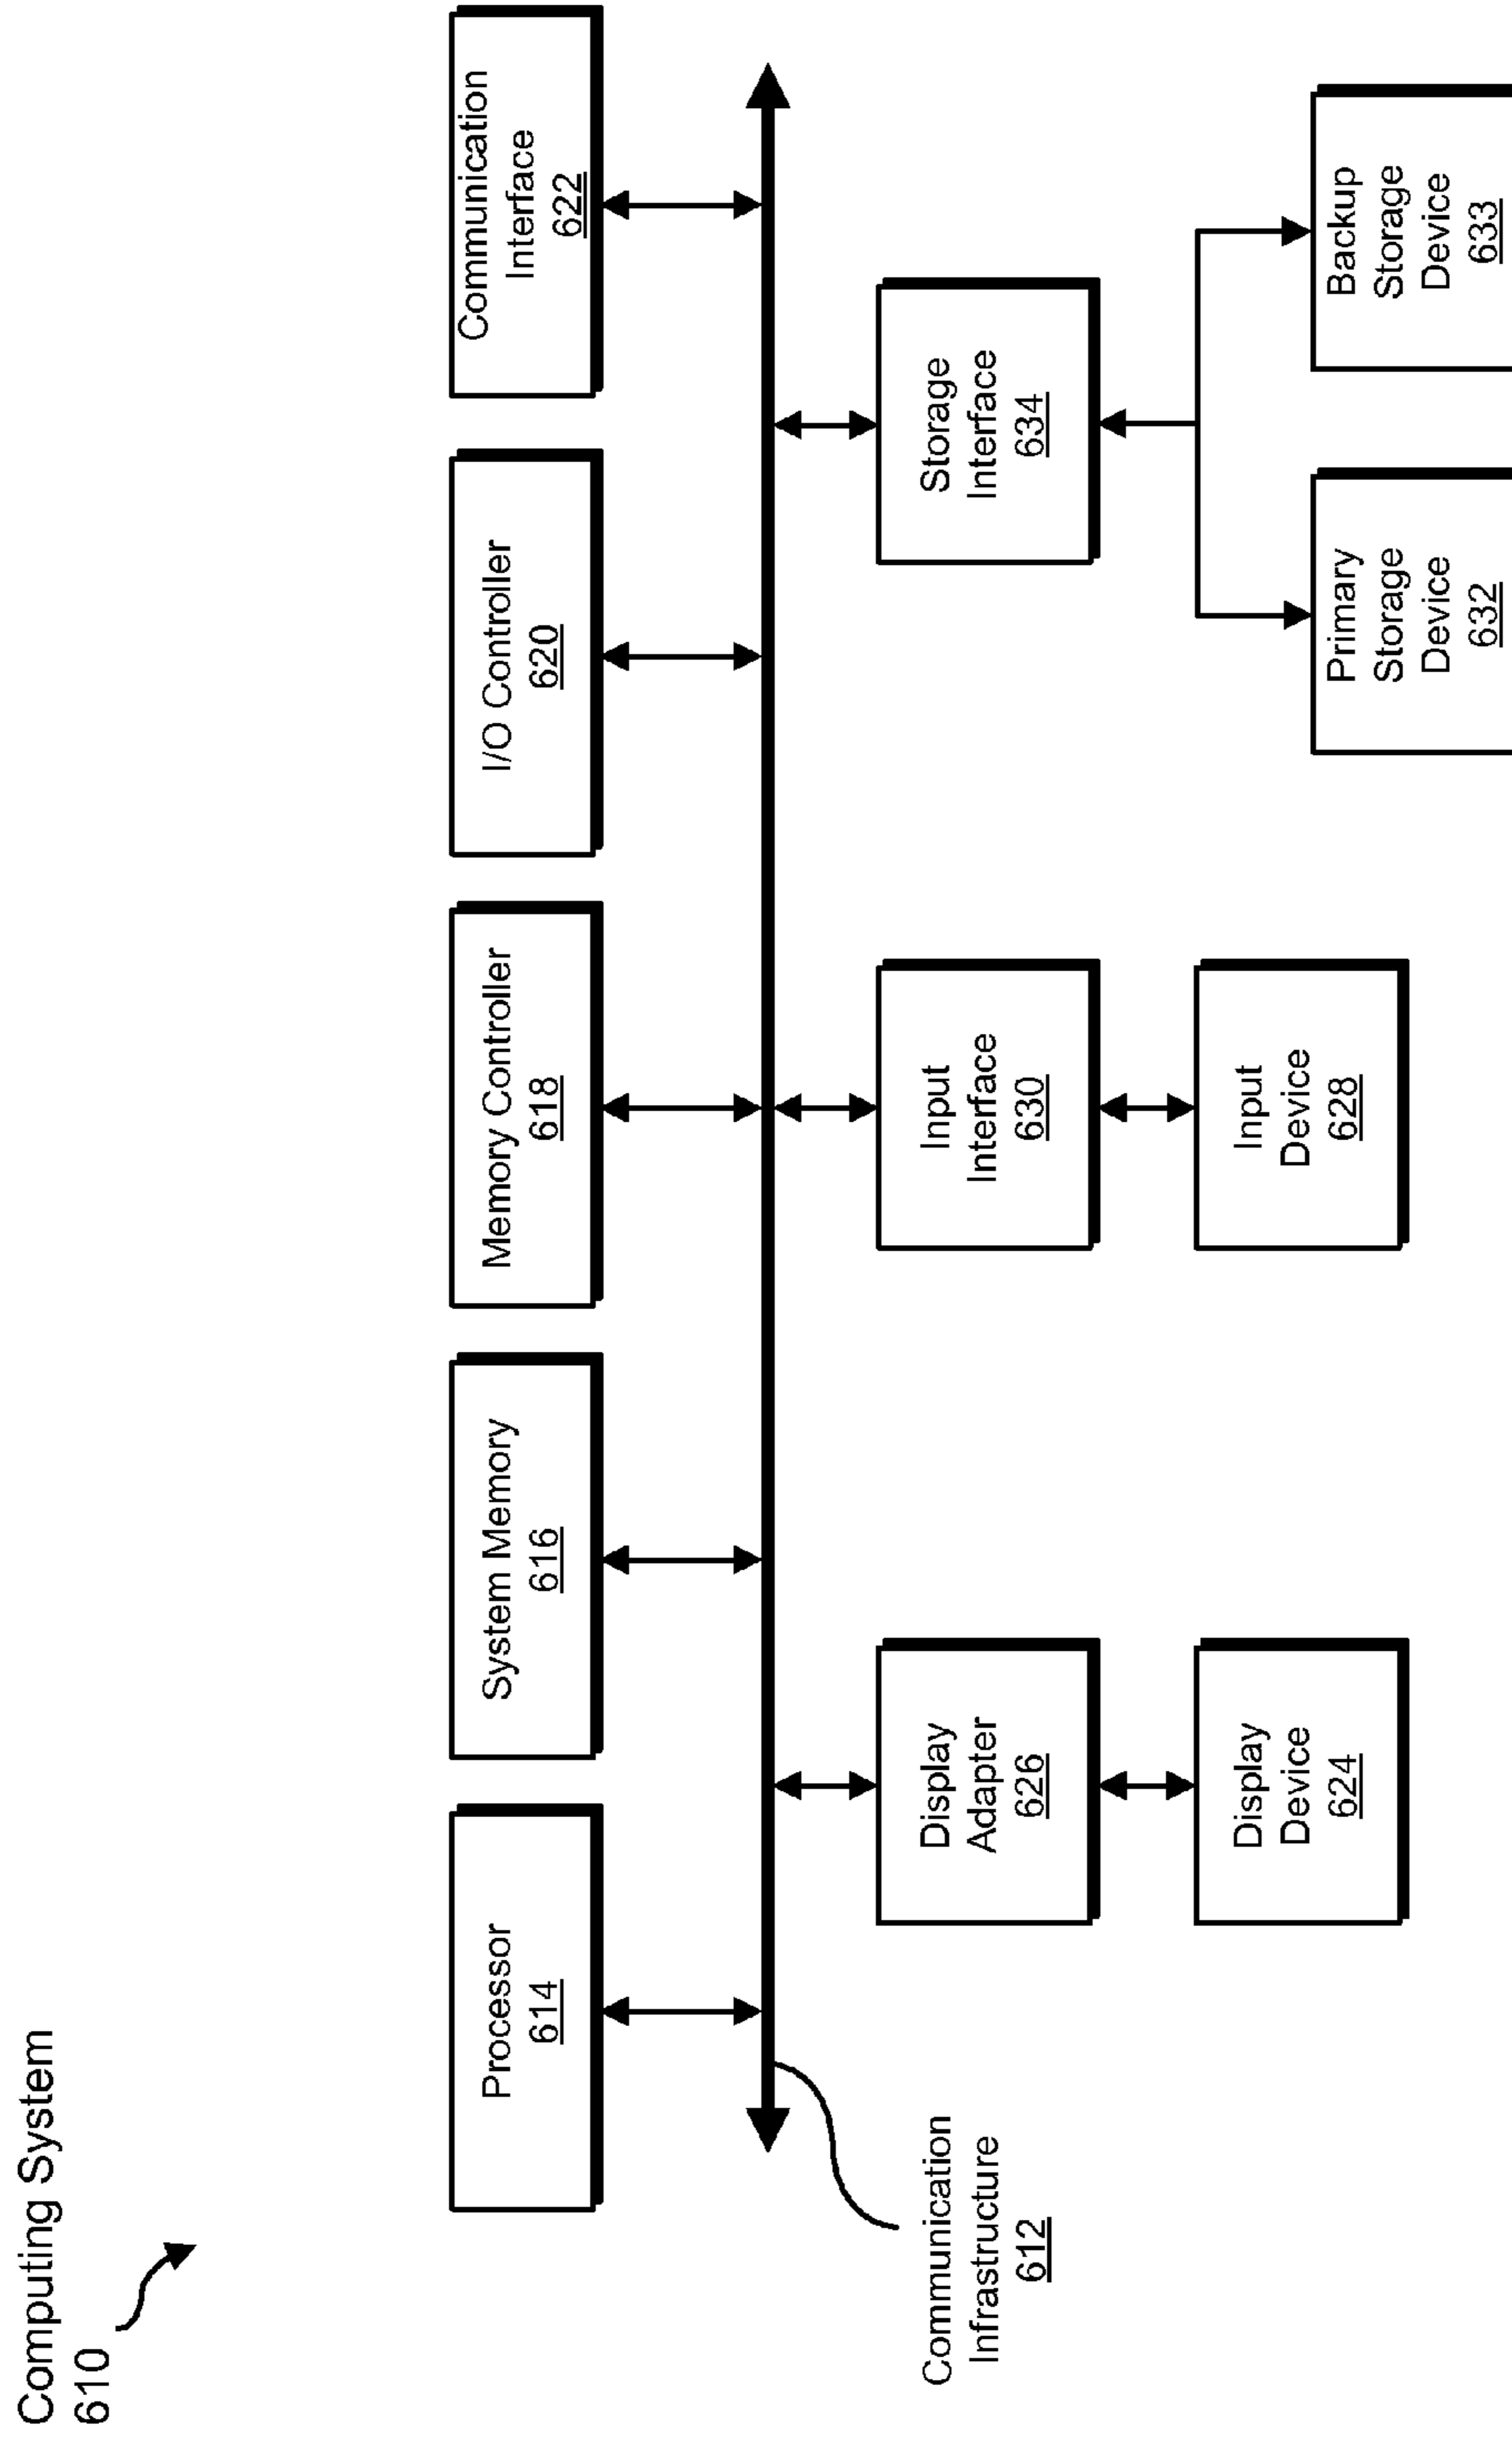 Computing System
610
Processor
614
System Memory
616
Memory Controller
618
I/O Controller
620
Communication
Interface
622
Communication
Infrastructure
612
Display
Adapter
626
Input
Interface
630
Storage
Interface
634
Display
Device
624
Input
Device
628
Primary
Storage
Device
632
Backup
Storage
Device
633